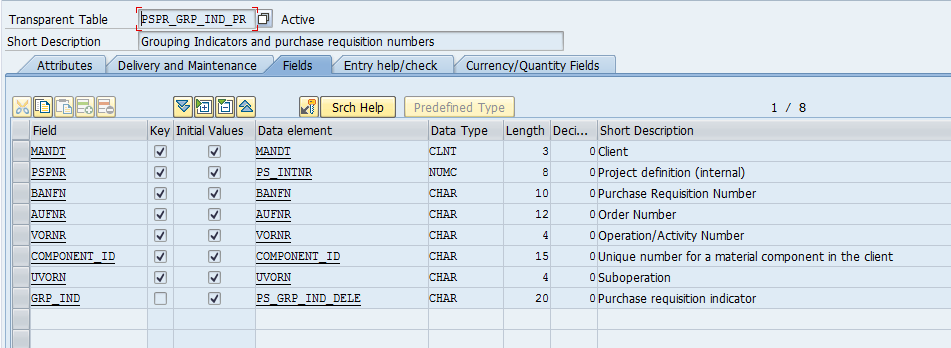 Transparent Table PSPR_GRP_IND_PR Active
Short Description Grouping Indicators and purchase requisition numbers
Attributes Delivery and Maintenance Fields Entry help/check Currency/Quantity Fields
Srch Help Predefined Type 1 / 8
Field Key Initial Values Data element Data Type Length Deci... Short Description
MANDT MANDT CLNT 3 0 Client
PSPNR PS_INTNR NUMC 8 0 Project definition (internal)
BANFN BANFN CHAR 10 0 Purchase Requisition Number
AUFNR AUFNR CHAR 12 0 Order Number
VORNR VORNR CHAR 4 0 Operation/Activity Number
COMPONENT_ID COMPONENT_ID CHAR 15 0 Unique number for a material component in the client
UVORN UVORN CHAR 4 0 Suboperation
GRP_IND PS_GRP_IND_DELE CHAR 20 0 Purchase requisition indicator